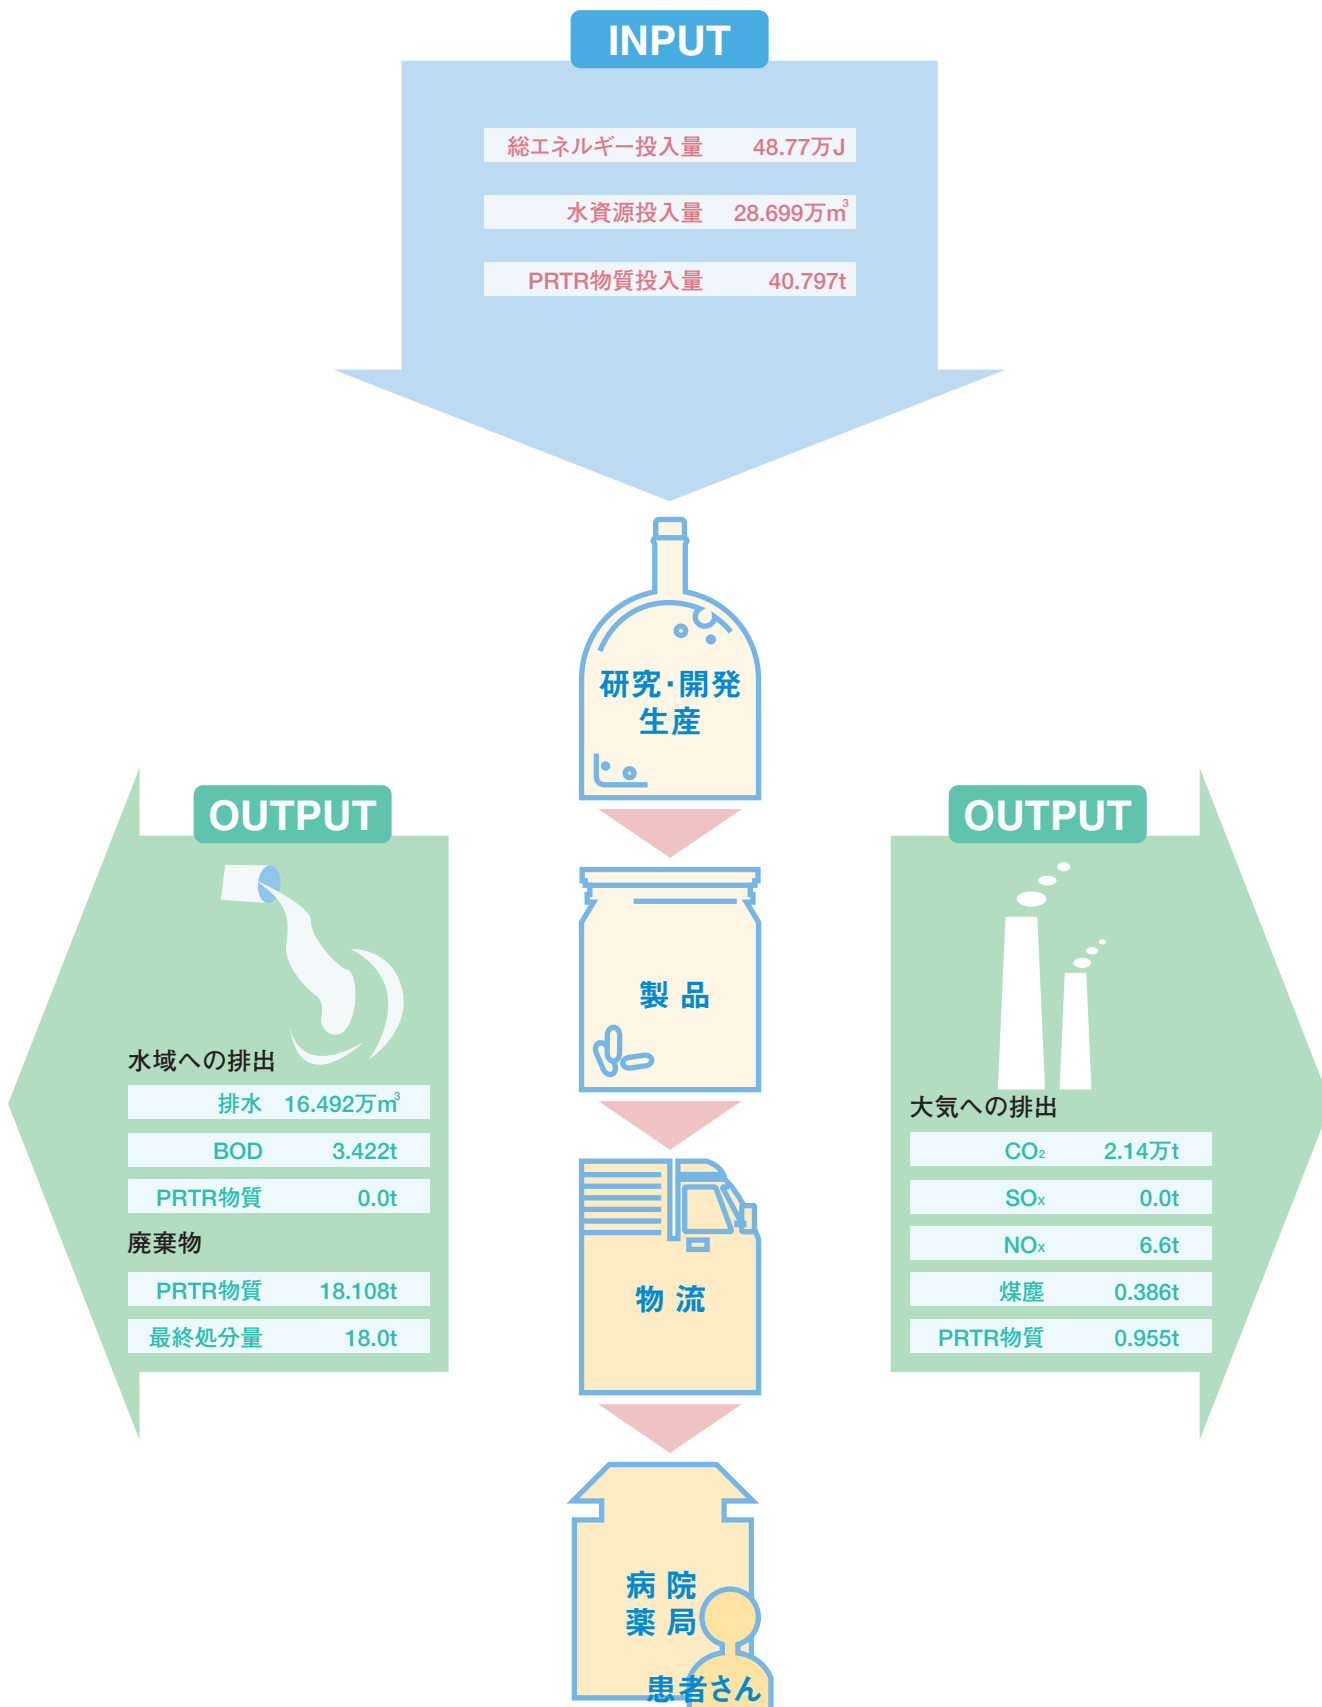 INPUT
総エネルギー投入量 48.77万J
水資源投入量 28.699万m³
PRTR物質投入量 40.797t
研究・開発
生産
OUTPUT
水域への排出
排水 16.492万m³
BOD 3.422t
PRTR物質 0.0t
廃棄物
PRTR物質 18.108t
最終処分量 18.0t
製品
物流
病院
薬局
患者さん
OUTPUT
大気への排出
CO₂ 2.14万t
SOx 0.0t
NOx 6.6t
煤塵 0.386t
PRTR物質 0.955t